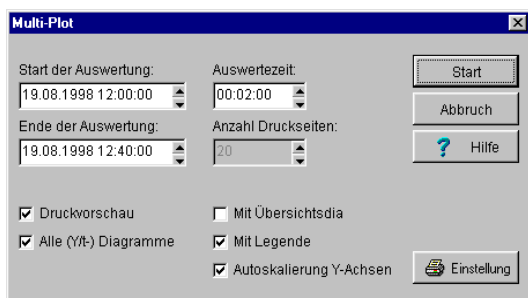 Multi-Plot
Start der Auswertung:
19.08.1998 12:00:00
Auswertezeit:
00:02:00
Ende der Auswertung:
19.08.1998 12:40:00
Anzahl Druckseiten:
20
Start
Abbruch
? Hilfe
Druckvorschau
Mit Übersichtsdia
Alle (Y/t-) Diagramme
Mit Legende
Autoskalierung Y-Achsen
Einstellung